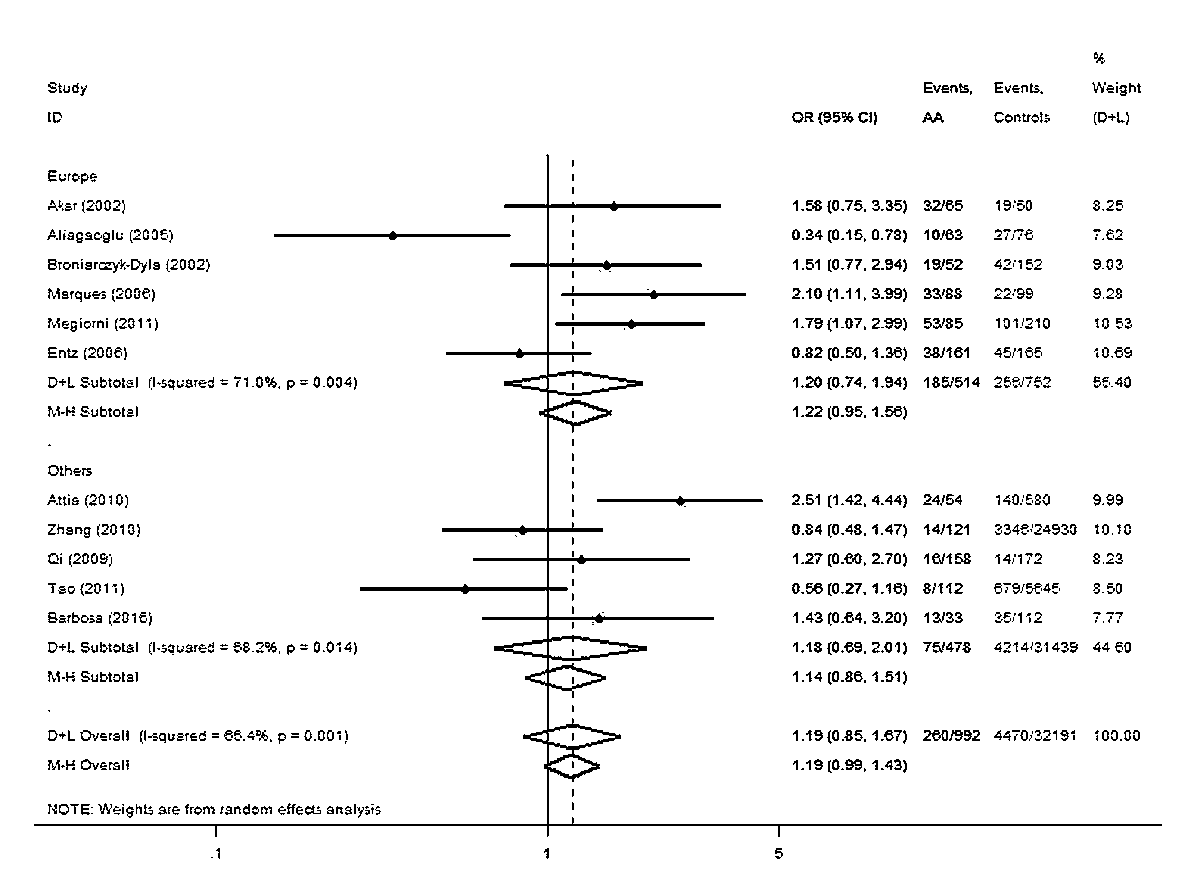 %
Study Events, Events, Weight
ID OR (95% CI) AA Controls (D+L)
Europe
Akar (2002) 1.58 (0.75, 3.35) 32/65 19/50 8.25
Aliagaoglu (2005) 0.34 (0.15, 0.78) 10/63 27/76 7.62
Broniarczyk-Dyla (2002) 1.51 (0.77, 2.94) 19/52 42/152 9.03
Marques (2006) 2.10 (1.11, 3.99) 33/88 22/99 9.28
Megiorni (2011) 1.79 (1.07, 2.99) 53/85 101/210 10.53
Entz (2006) 0.82 (0.50, 1.36) 38/161 45/165 10.69
D+L Subtotal (I-squared = 71.0%, p = 0.004) 1.20 (0.74, 1.94) 185/514 256/752 55.40
M-H Subtotal 1.22 (0.95, 1.56)
.
Others
Attia (2010) 2.51 (1.42, 4.44) 24/54 140/580 9.99
Zhang (2010) 0.84 (0.48, 1.47) 14/121 3346/24930 10.10
Qi (2009) 1.27 (0.60, 2.70) 16/158 14/172 8.23
Tao (2011) 0.56 (0.27, 1.16) 8/112 679/5645 8.50
Barbosa (2015) 1.43 (0.64, 3.20) 13/33 35/112 7.77
D+L Subtotal (I-squared = 68.2%, p = 0.014) 1.18 (0.69, 2.01) 75/478 4214/31439 44.60
M-H Subtotal 1.14 (0.86, 1.51)
.
D+L Overall (I-squared = 66.4%, p = 0.001) 1.19 (0.85, 1.67) 260/992 4470/32191 100.00
M-H Overall 1.19 (0.99, 1.43)
NOTE: Weights are from random effects analysis
.1 1 5